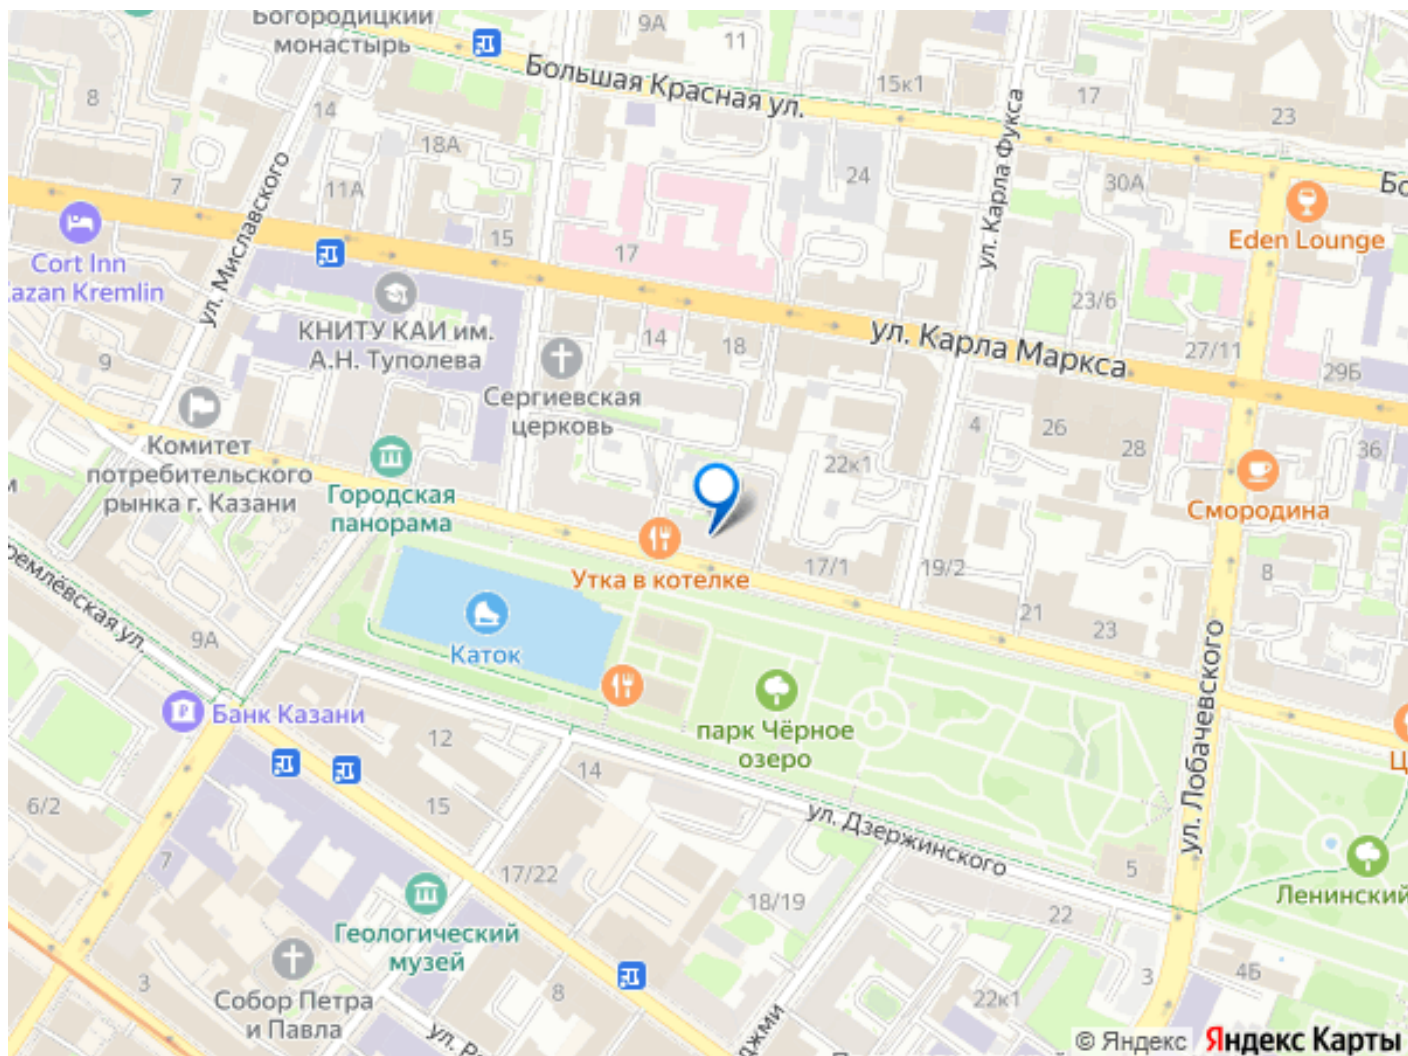 Богородицкий
монастырь
9А
11
Большая Красная ул.
15к1
17
23
8
14
18А
24
ул. Карла Фукса
30А
7
11А
15
17
Eden Lounge
Cort Inn
azan Kremlin
ул. Миславского
КНИТУ КАИ им.
А.Н. Туполева
14
18
ул. Карла Маркса
23/6
27/11
29Б
9
Сергиевская
церковь
4
26
28
36
Комитет
потребительского
рынка г. Казани
Городская
панорама
22к1
Смородина
Утка в котелке
17/1
19/2
8
21
23
ремлёвская ул.
9А
Каток
₽
Банк Казани
парк Чёрное
озеро
ул. Лобачевского
12
14
15
6/2
7
ул. Дзержинского
5
17/22
18/19
22
Ленинский
Геологический
музей
Собор Петра
и Павла
3
8
22к1
3
4Б
джми
© Яндекс
Яндекс Карты